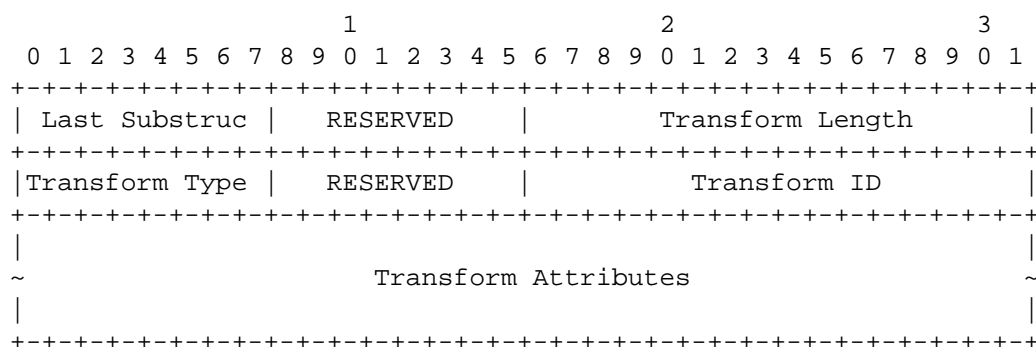 1                   2                   3
 0 1 2 3 4 5 6 7 8 9 0 1 2 3 4 5 6 7 8 9 0 1 2 3 4 5 6 7 8 9 0 1
+-+-+-+-+-+-+-+-+-+-+-+-+-+-+-+-+-+-+-+-+-+-+-+-+-+-+-+-+-+-+-+-+
| Last Substruc |   RESERVED    |        Transform Length       |
+-+-+-+-+-+-+-+-+-+-+-+-+-+-+-+-+-+-+-+-+-+-+-+-+-+-+-+-+-+-+-+-+
|Transform Type |   RESERVED    |          Transform ID         |
+-+-+-+-+-+-+-+-+-+-+-+-+-+-+-+-+-+-+-+-+-+-+-+-+-+-+-+-+-+-+-+-+
|                                                               |
~                      Transform Attributes                     ~
|                                                               |
+-+-+-+-+-+-+-+-+-+-+-+-+-+-+-+-+-+-+-+-+-+-+-+-+-+-+-+-+-+-+-+-+